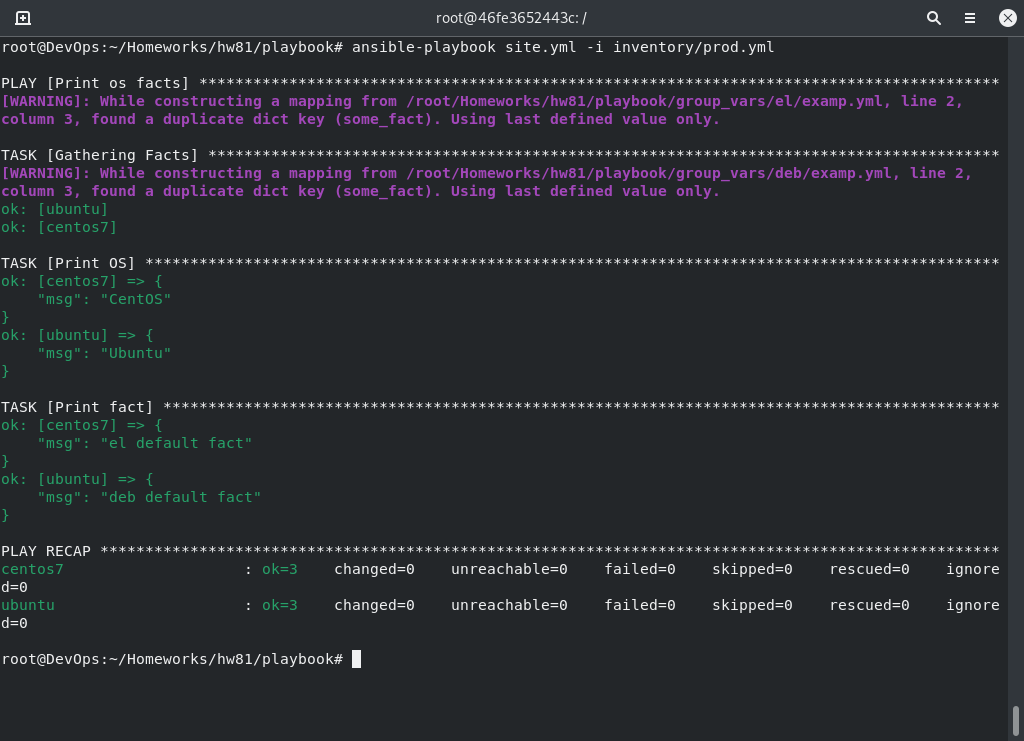 root@46fe3652443c: /
root@DevOps:~/Homeworks/hw81/playbook# ansible-playbook site.yml -i inventory/prod.yml
PLAY [Print os facts] *****************************************************************************************
[WARNING]: While constructing a mapping from /root/Homeworks/hw81/playbook/group_vars/el/examp.yml, line 2,
column 3, found a duplicate dict key (some_fact). Using last defined value only.
TASK [Gathering Facts] ****************************************************************************************
[WARNING]: While constructing a mapping from /root/Homeworks/hw81/playbook/group_vars/deb/examp.yml, line 2,
column 3, found a duplicate dict key (some_fact). Using last defined value only.
ok: [ubuntu]
ok: [centos7]
TASK [Print OS] ***********************************************************************************************
ok: [centos7] => {
    "msg": "CentOS"
}
ok: [ubuntu] => {
    "msg": "Ubuntu"
}
TASK [Print fact] *********************************************************************************************
ok: [centos7] => {
    "msg": "el default fact"
}
ok: [ubuntu] => {
    "msg": "deb default fact"
}
PLAY RECAP ****************************************************************************************************
centos7                    : ok=3    changed=0    unreachable=0    failed=0    skipped=0    rescued=0    ignore
d=0
ubuntu                     : ok=3    changed=0    unreachable=0    failed=0    skipped=0    rescued=0    ignore
d=0
root@DevOps:~/Homeworks/hw81/playbook#